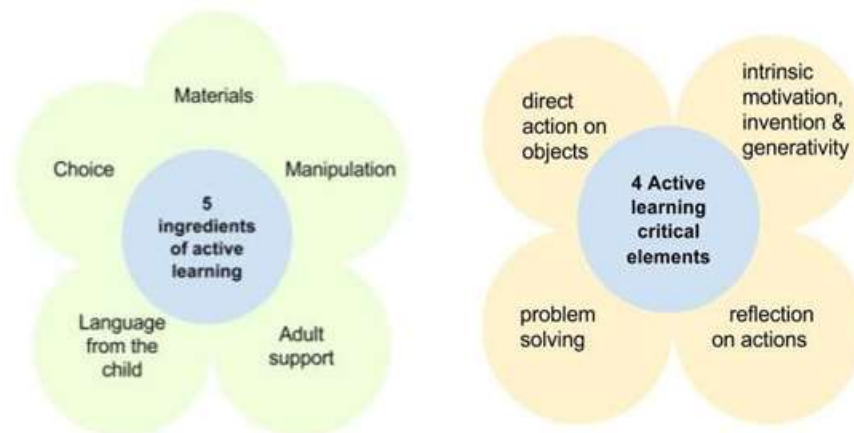 Materials
Choice
Manipulation
5
ingredients
of active
learning
Language
from the
child
Adult
support
direct
action on
objects
intrinsic
motivation,
invention &
generativity
4 Active
learning
critical
elements
problem
solving
reflection
on actions